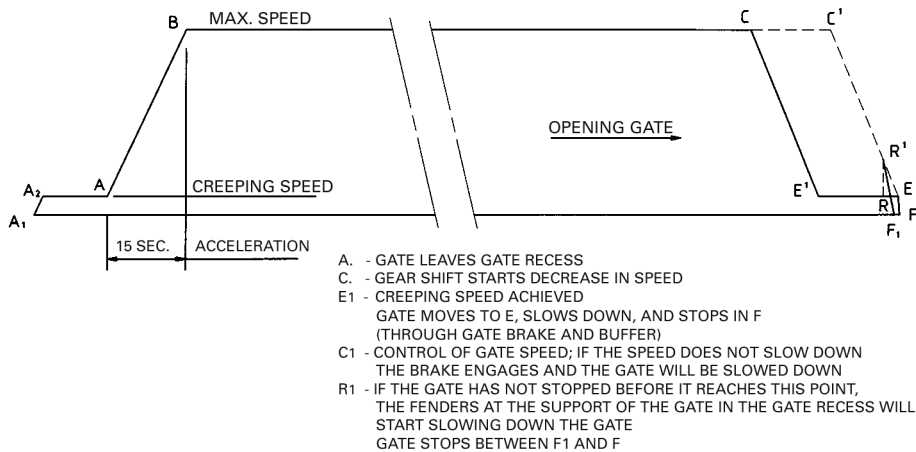 B MAX. SPEED C C'
OPENING GATE
R'
A₂ A CREEPING SPEED E' R E
A₁ F₁ F
15 SEC. ACCELERATION
A. - GATE LEAVES GATE RECESS
C. - GEAR SHIFT STARTS DECREASE IN SPEED
E1 - CREEPING SPEED ACHIEVED
GATE MOVES TO E, SLOWS DOWN, AND STOPS IN F
(THROUGH GATE BRAKE AND BUFFER)
C1 - CONTROL OF GATE SPEED; IF THE SPEED DOES NOT SLOW DOWN
THE BRAKE ENGAGES AND THE GATE WILL BE SLOWED DOWN
R1 - IF THE GATE HAS NOT STOPPED BEFORE IT REACHES THIS POINT,
THE FENDERS AT THE SUPPORT OF THE GATE IN THE GATE RECESS WILL
START SLOWING DOWN THE GATE
GATE STOPS BETWEEN F1 AND F